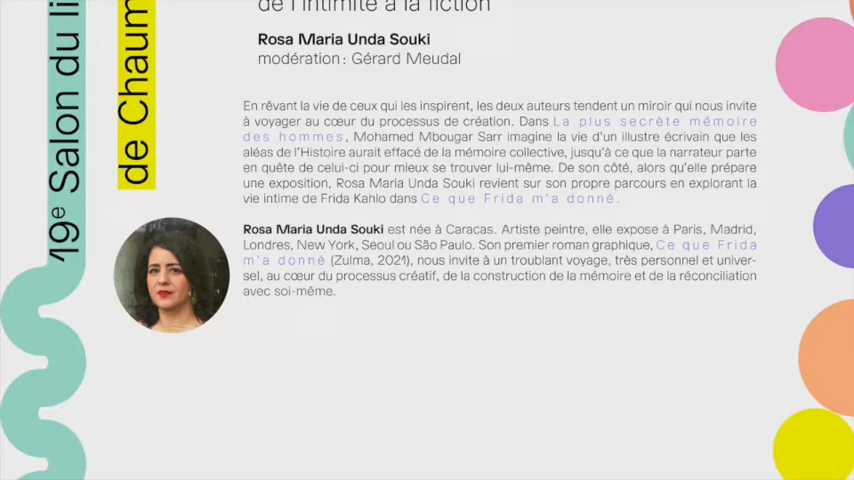 de l'intimité à la fiction
Rosa Maria Unda Souki
modération : Gérard Meudal
En rêvant la vie de ceux qui les inspirent, les deux auteurs tendent un miroir qui nous invite
à voyager au cœur du processus de création. Dans La plus secrète mémoire
des hommes, Mohamed Mbougar Sarr imagine la vie d'un illustre écrivain que les
aléas de l'Histoire aurait effacé de la mémoire collective, jusqu'à ce que la narrateur parte
en quête de celui-ci pour mieux se trouver lui-même. De son côté, alors qu'elle prépare
une exposition, Rosa Maria Unda Souki revient sur son propre parcours en explorant la
vie intime de Frida Kahlo dans Ce que Frida m'a donné.
Rosa Maria Unda Souki est née à Caracas. Artiste peintre, elle expose à Paris, Madrid,
Londres, New York, Seoul ou São Paulo. Son premier roman graphique, Ce que Frida
m'a donné (Zulma, 2021), nous invite à un troublant voyage, très personnel et univer-
sel, au cœur du processus créatif, de la construction de la mémoire et de la réconciliation
avec soi-même.
19e Salon du li
de Chaum